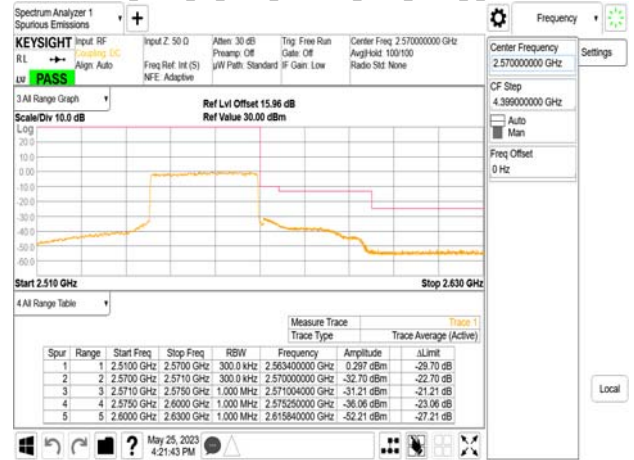 Spectrum Analyzer 1
Spurious Emissions
+
Frequency
KEYSIGHT Input: RF Input Z: 50 Ω Atten: 30 dB Trig: Free Run Center Freq: 2.570000000 GHz
RL Coupling: DC Preamp: Off Gate: Off Avg|Hold: 100/100
Align: Auto Freq Ref: Int (S) µW Path: Standard IF Gain: Low Radio Std: None
NFE: Adaptive
PASS
Center Frequency
2.570000000 GHz
Settings
CF Step
4.399000000 GHz
Auto
Man
Freq Offset
0 Hz
3 All Range Graph
Ref Lvl Offset 15.96 dB
Scale/Div 10.0 dB Ref Value 30.00 dBm
Log
20.0
10.0
0.00
-10.0
-20.0
-30.0
-40.0
-50.0
-60.0
Start 2.510 GHz Stop 2.630 GHz
4 All Range Table
Measure Trace Trace 1
Trace Type Trace Average (Active)
Spur Range Start Freq Stop Freq RBW Frequency Amplitude ΔLimit
1 1 2.5100 GHz 2.5700 GHz 300.0 kHz 2.563400000 GHz 0.297 dBm -29.70 dB
2 2 2.5700 GHz 2.5710 GHz 300.0 kHz 2.570000000 GHz -32.70 dBm -22.70 dB
3 3 2.5710 GHz 2.5750 GHz 1.000 MHz 2.571004000 GHz -31.21 dBm -21.21 dB
4 4 2.5750 GHz 2.6000 GHz 1.000 MHz 2.575250000 GHz -36.06 dBm -23.06 dB
5 5 2.6000 GHz 2.6300 GHz 1.000 MHz 2.615840000 GHz -52.21 dBm -27.21 dB
Local
?
May 25, 2023
4:21:43 PM